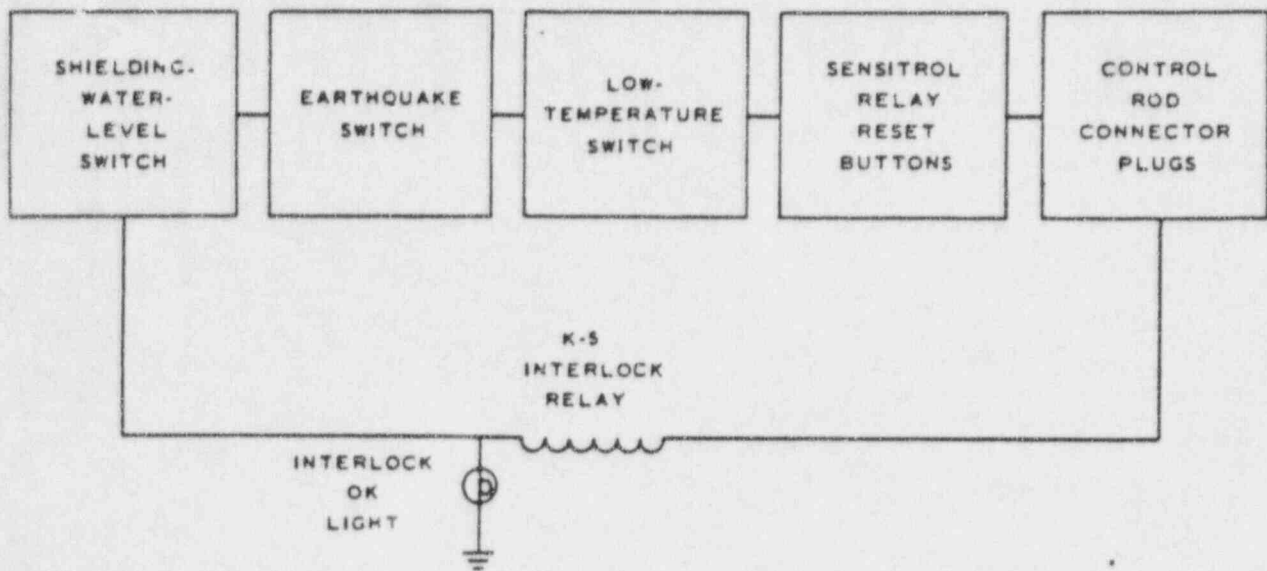 SHIELDING-
WATER-
LEVEL
SWITCH
EARTHQUAKE
SWITCH
LOW-
TEMPERATURE
SWITCH
SENSITROL
RELAY
RESET
BUTTONS
CONTROL
ROD
CONNECTOR
PLUGS
K-5
INTERLOCK
RELAY
INTERLOCK
OK
LIGHT